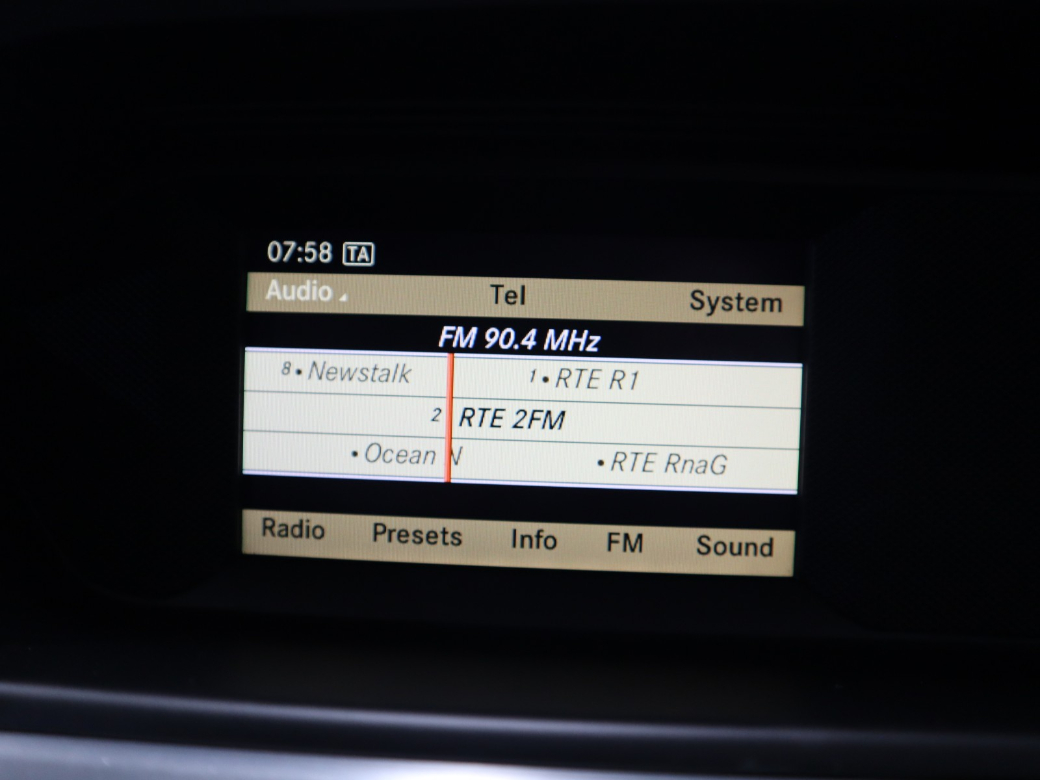 07:58 TA
Audio Tel System
FM 90.4 MHz
8 • Newstalk 1 • RTE R1
2 RTE 2FM
• Ocean N • RTE RnaG
Radio Presets Info FM Sound